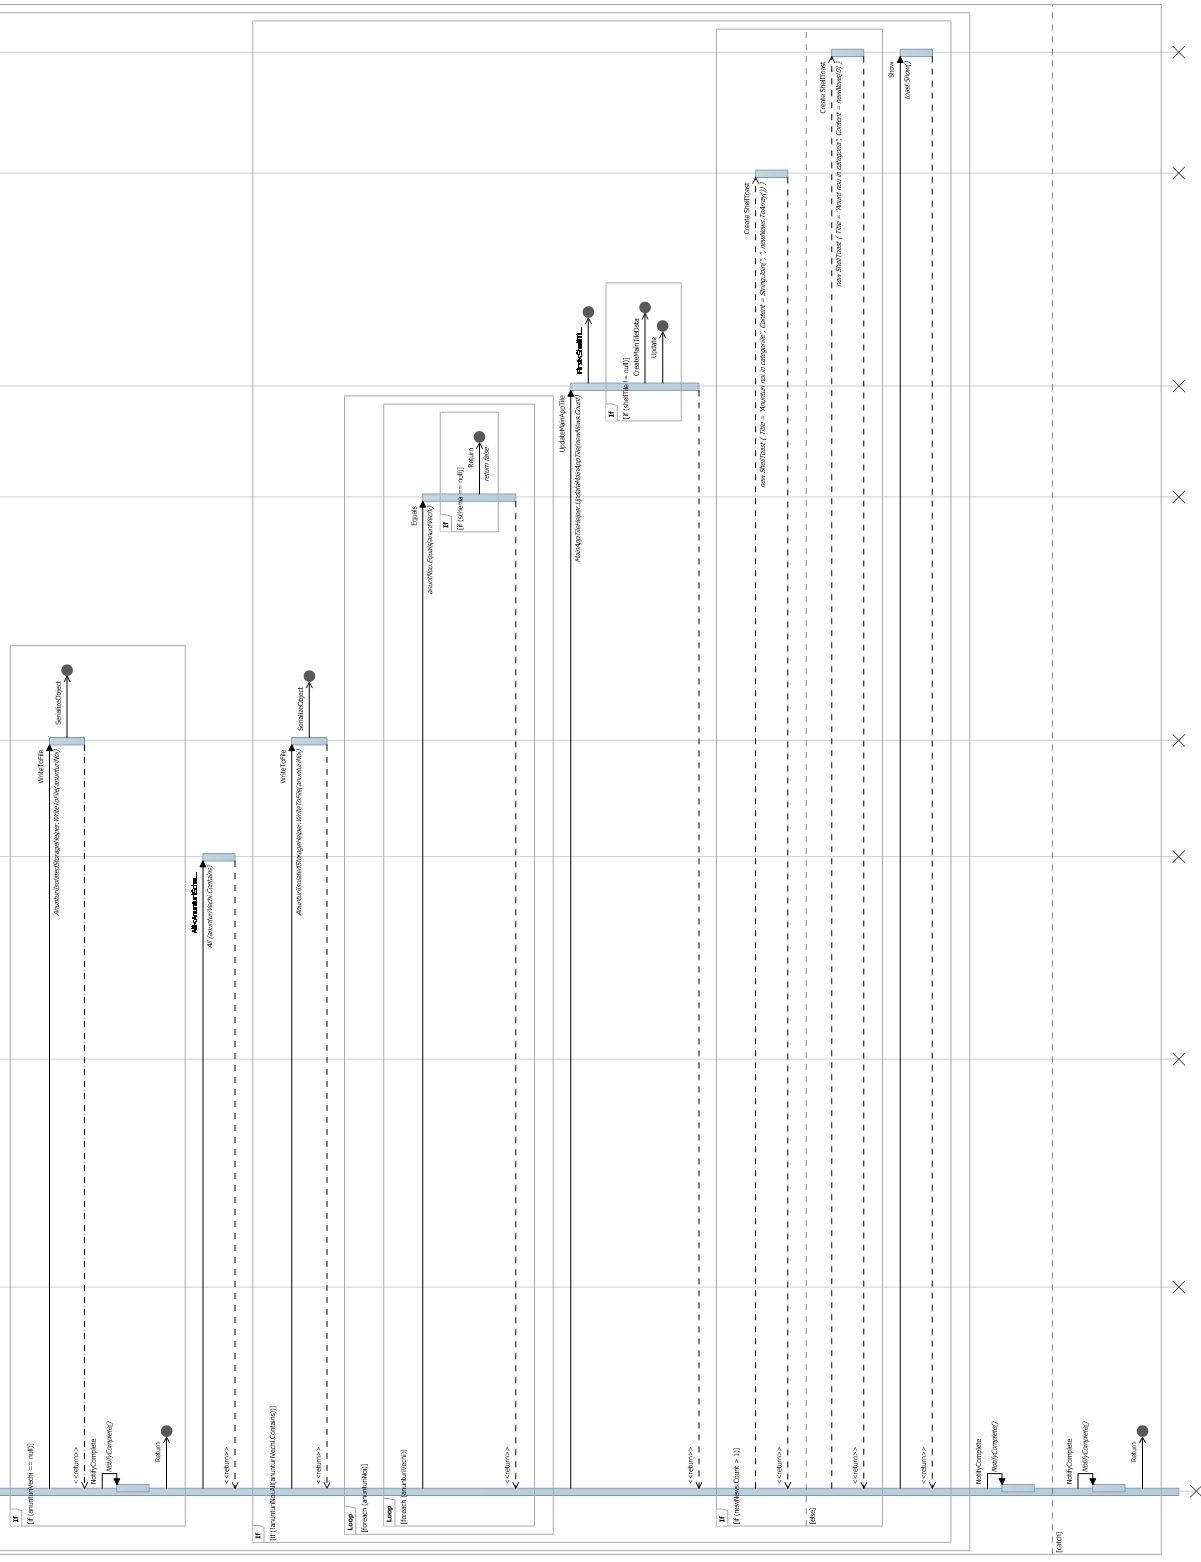 If
[if (anunturiVechi == null)]
WriteToFile
AnunturiIsolatedStorageHelper.WriteToFile(anunturiNoi)
SerializeObject
<<return>>
NotifyComplete
NotifyComplete()
Return
All (anunturiVechi.Contains)
<<return>>
If
[if (!anunturiNoi.All(anunturiVechi.Contains))]
WriteToFile
AnunturiIsolatedStorageHelper.WriteToFile(anunturiNoi)
SerializeObject
<<return>>
Loop
[foreach (anunturiNoi)]
Loop
[foreach (anunturiVechi)]
Equals
anuntNou.Equals(anuntVechi)
If
[if (schema == null)]
Return
return false
<<return>>
UpdateMainAppTile
MainAppTileHelper.UpdateMainAppTile(newNews.Count)
If
[if (shellTile != null)]
CreateMainTileData
Update
<<return>>
If
[if (newNews.Count > 1)]
Create ShellToast
new ShellToast { Title = "Anunturi noi in categoriile", Content = String.Join(", ", newNews.ToArray()) }
<<return>>
[else]
Create ShellToast
new ShellToast { Title = "Anunt nou in categoria", Content = newNews[0] }
<<return>>
Show
toast.Show()
<<return>>
NotifyComplete
NotifyComplete()
[catch]
NotifyComplete
NotifyComplete()
Return